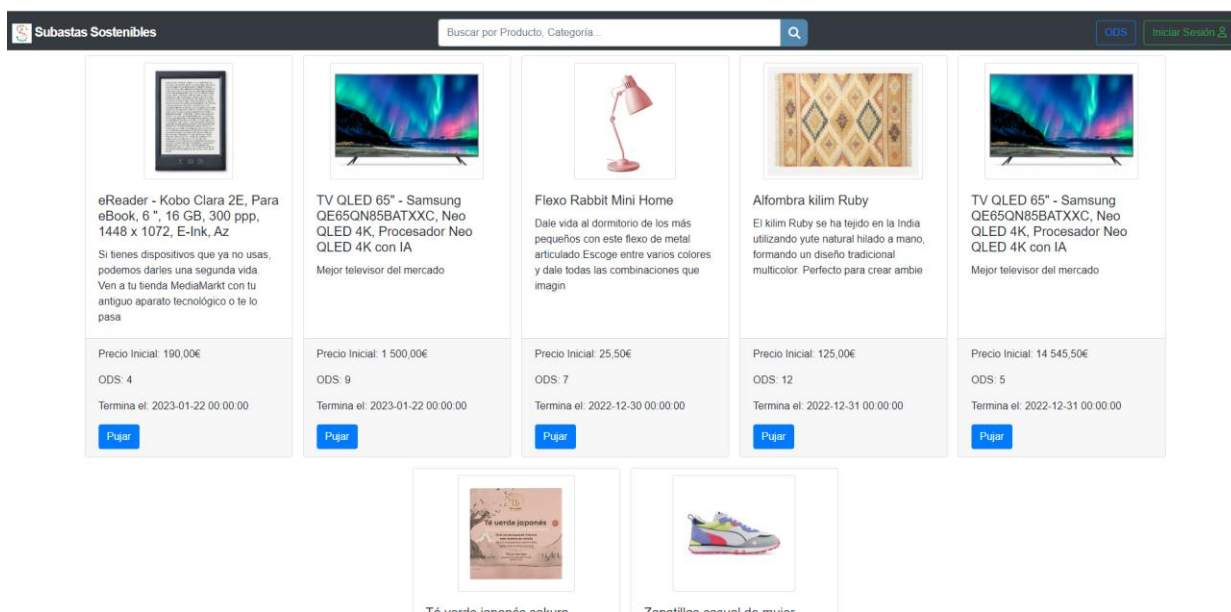 Subastas Sostenibles
Buscar por Producto, Categoría...
ODS
Iniciar Sesión
eReader - Kobo Clara 2E, Para
eBook, 6 ", 16 GB, 300 ppp,
1448 x 1072, E-Ink, Az
Si tienes dispositivos que ya no usas,
podemos darles una segunda vida.
Ven a tu tienda MediaMarkt con tu
antiguo aparato tecnológico o te lo
pasa
Precio Inicial: 190,00€
ODS: 4
Termina el: 2023-01-22 00:00:00
Pujar
TV QLED 65" - Samsung
QE65QN85BATXXC, Neo
QLED 4K, Procesador Neo
QLED 4K con IA
Mejor televisor del mercado
Precio Inicial: 1 500,00€
ODS: 9
Termina el: 2023-01-22 00:00:00
Pujar
Flexo Rabbit Mini Home
Dale vida al dormitorio de los más
pequeños con este flexo de metal
articulado Escoge entre varios colores
y dale todas las combinaciones que
imagin
Precio Inicial: 25,50€
ODS: 7
Termina el: 2022-12-30 00:00:00
Pujar
Alfombra kilim Ruby
El kilim Ruby se ha tejido en la India
utilizando yute natural hilado a mano,
formando un diseño tradicional
multicolor. Perfecto para crear ambie
Precio Inicial: 125,00€
ODS: 12
Termina el: 2022-12-31 00:00:00
Pujar
TV QLED 65" - Samsung
QE65QN85BATXXC, Neo
QLED 4K, Procesador Neo
QLED 4K con IA
Mejor televisor del mercado
Precio Inicial: 14 545,50€
ODS: 5
Termina el: 2022-12-31 00:00:00
Pujar
Té verde japonés
Té verde japonés sakura
Zapatillas casual de mujer